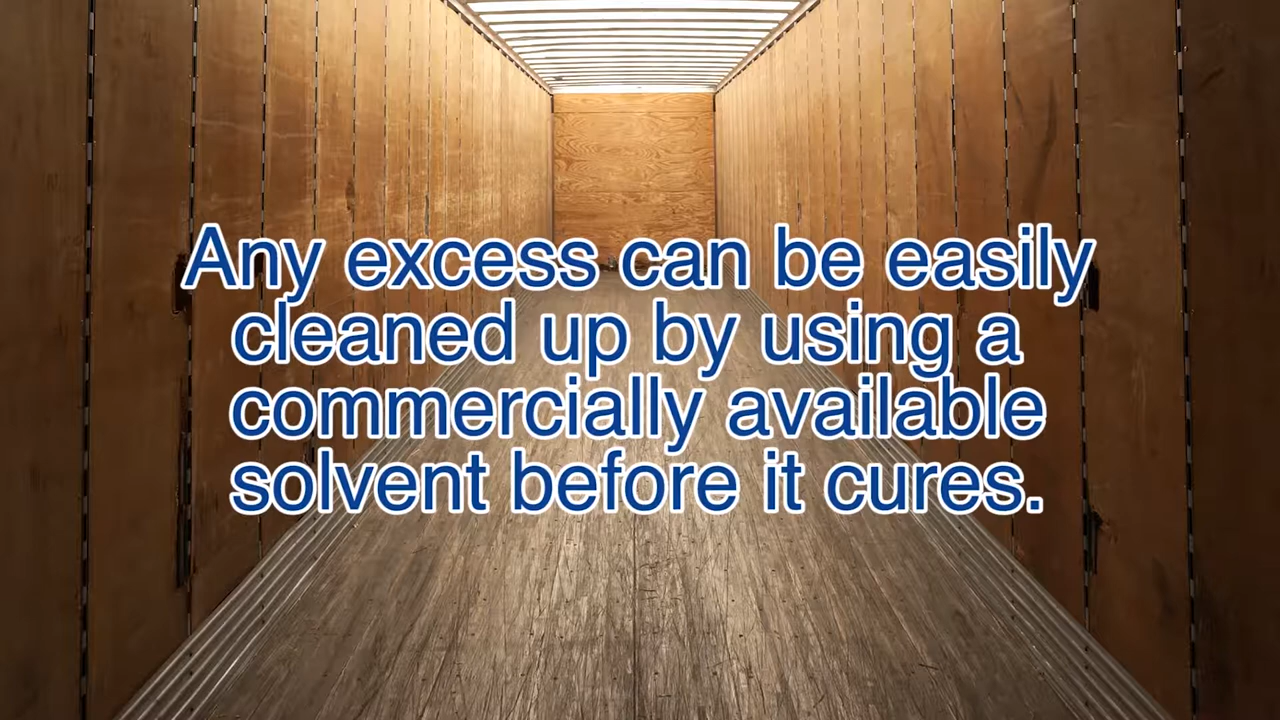 Any excess can be easily
cleaned up by using a
commercially available
solvent before it cures.